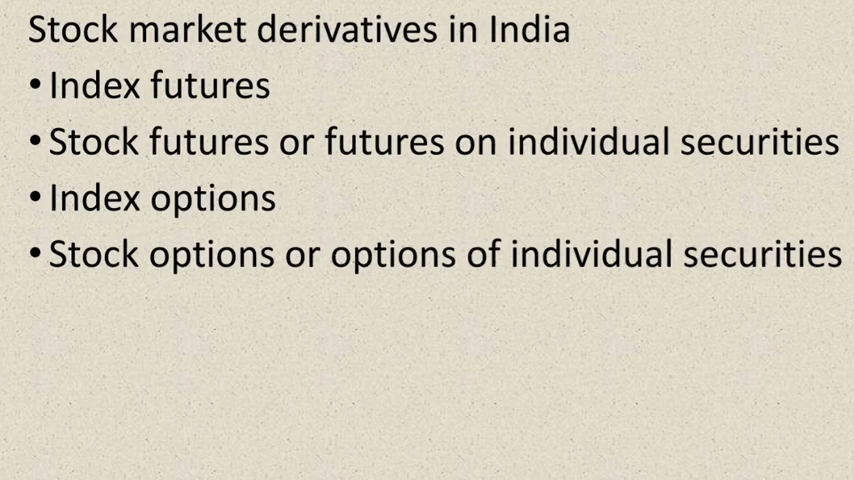 Stock market derivatives in India
• Index futures
• Stock futures or futures on individual securities
• Index options
• Stock options or options of individual securities